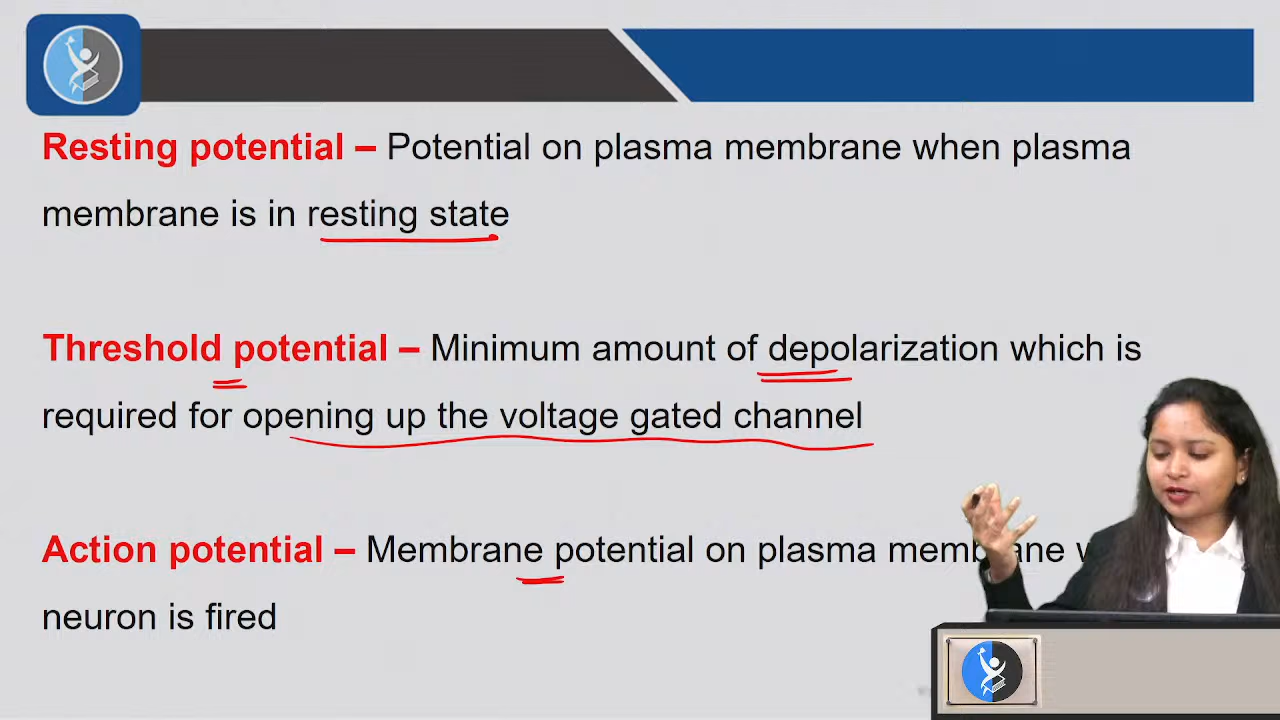 Resting potential – Potential on plasma membrane when plasma
membrane is in resting state
Threshold potential – Minimum amount of depolarization which is
required for opening up the voltage gated channel
Action potential – Membrane potential on plasma membrane
neuron is fired